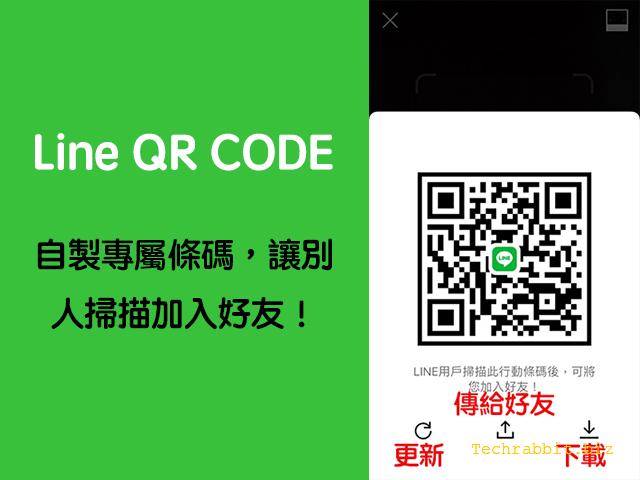 Line QR CODE
自製專屬條碼，讓別
人掃描加入好友！
LINE
LINE用戶掃描此行動條碼後，可將
您加入好友！
傳給好友
更新
下載
Techrabbit.biz